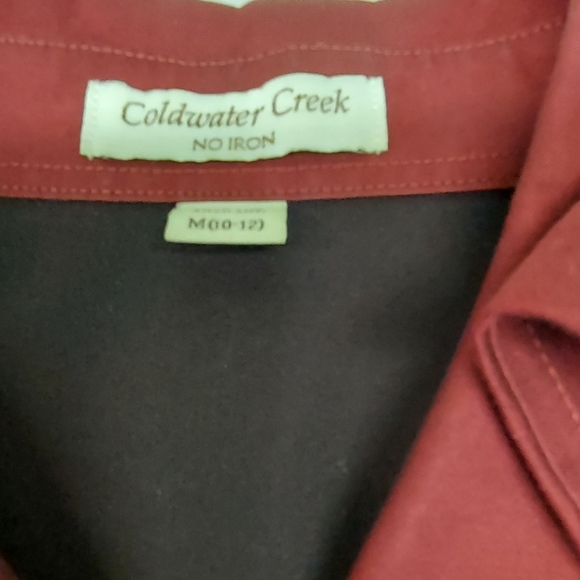 Coldwater Creek
NO IRON
M(10-12)